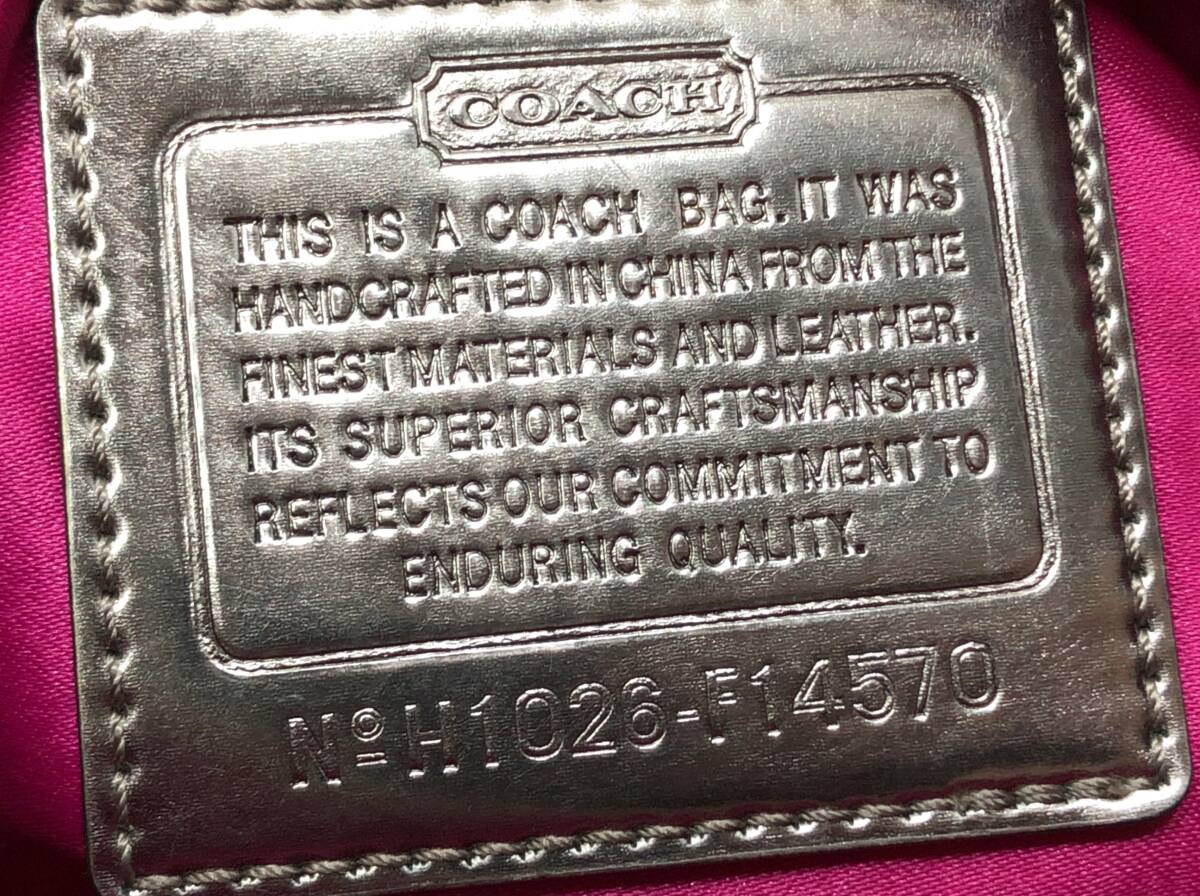 COACH
THIS IS A COACH BAG. IT WAS
HANDCRAFTED IN CHINA FROM THE
FINEST MATERIALS AND LEATHER.
ITS SUPERIOR CRAFTSMANSHIP
REFLECTS OUR COMMITMENT TO
ENDURING QUALITY.
Nº H1026-F14570